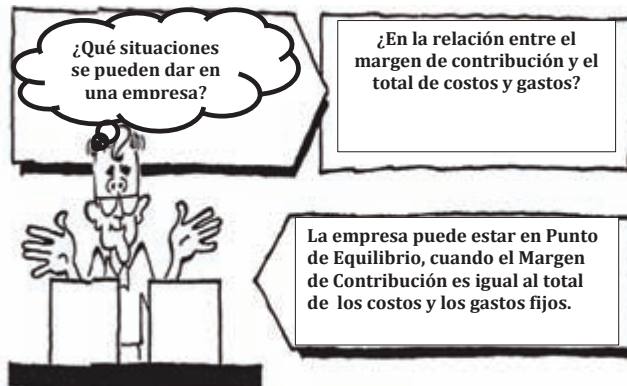 ¿Qué situaciones
se pueden dar en
una empresa?
¿En la relación entre el
margen de contribución y el
total de costos y gastos?
La empresa puede estar en Punto
de Equilibrio, cuando el Margen
de Contribución es igual al total
de los costos y los gastos fijos.